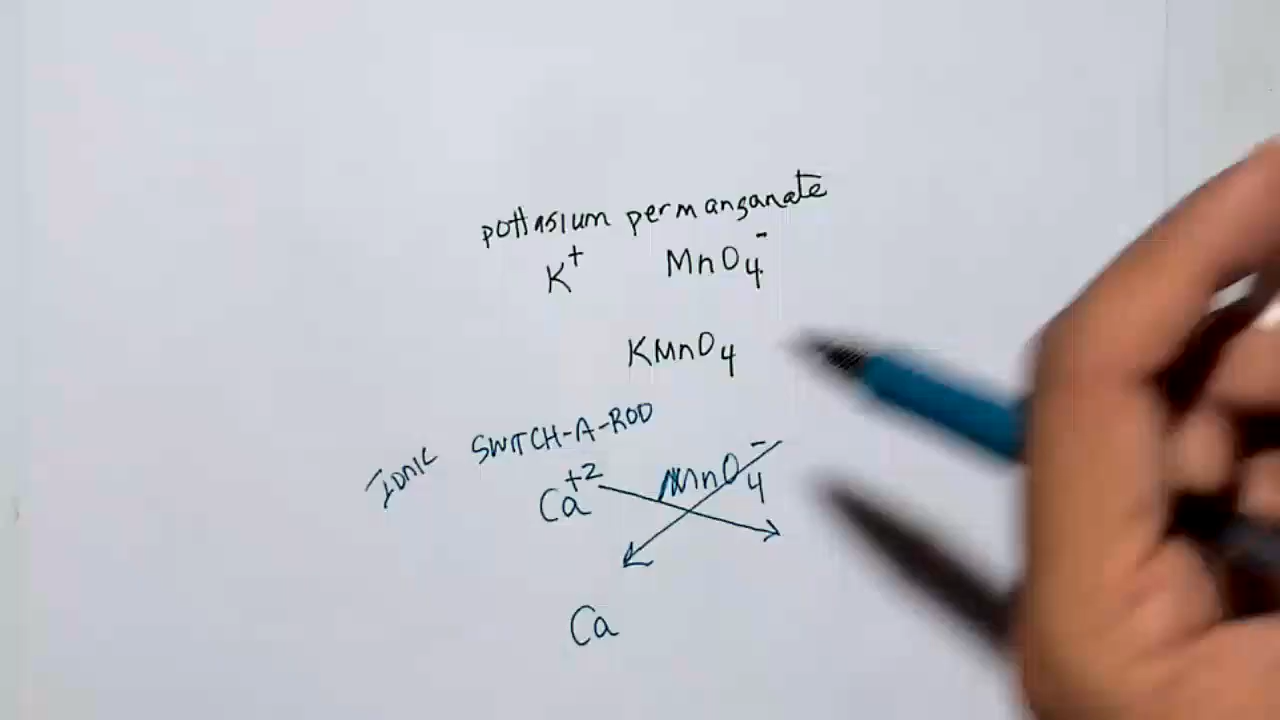 pottasium permanganate
K⁺ MnO₄⁻
KMnO₄
IONIC SWITCH-A-ROO
Ca⁺² MnO₄⁻
Ca